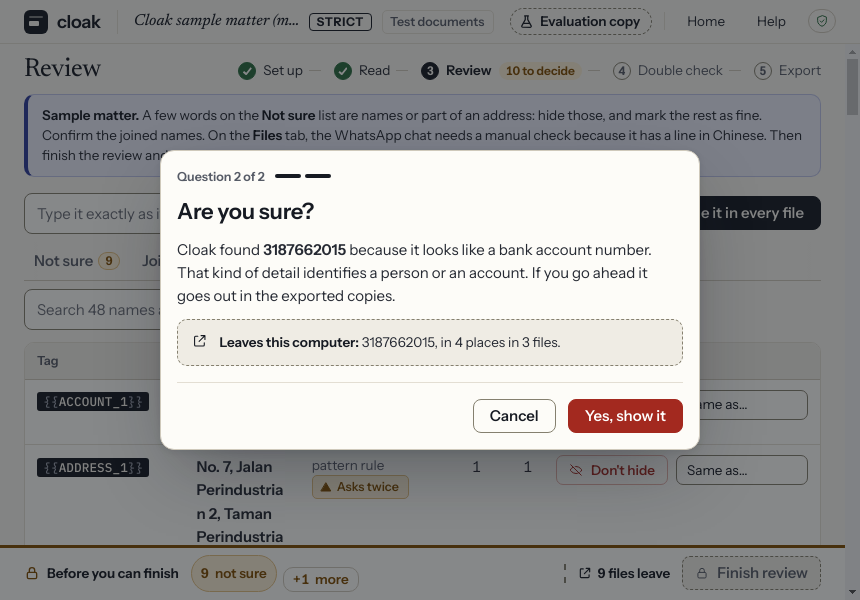 cloak
Cloak sample matter (m...
STRICT
Test documents
Evaluation copy
Home
Help
Review
Set up
Read
3 Review
10 to decide
4 Double check
5 Export
Sample matter. A few words on the Not sure list are names or part of an address: hide those, and mark the rest as fine.
Confirm the joined names. On the Files tab, the WhatsApp chat needs a manual check because it has a line in Chinese. Then
finish the review and
Type it exactly as i
e it in every file
Not sure 9
Joi
Search 48 names a
Question 2 of 2
Are you sure?
Cloak found 3187662015 because it looks like a bank account number.
That kind of detail identifies a person or an account. If you go ahead it
goes out in the exported copies.
Leaves this computer: 3187662015, in 4 places in 3 files.
Cancel
Yes, show it
Tag
{{ACCOUNT_1}}
me as...
{{ADDRESS_1}}
No. 7, Jalan
Perindustria
n 2, Taman
Perindustria
pattern rule
Asks twice
1
1
Don't hide
Same as...
Before you can finish
9 not sure
+1 more
9 files leave
Finish review